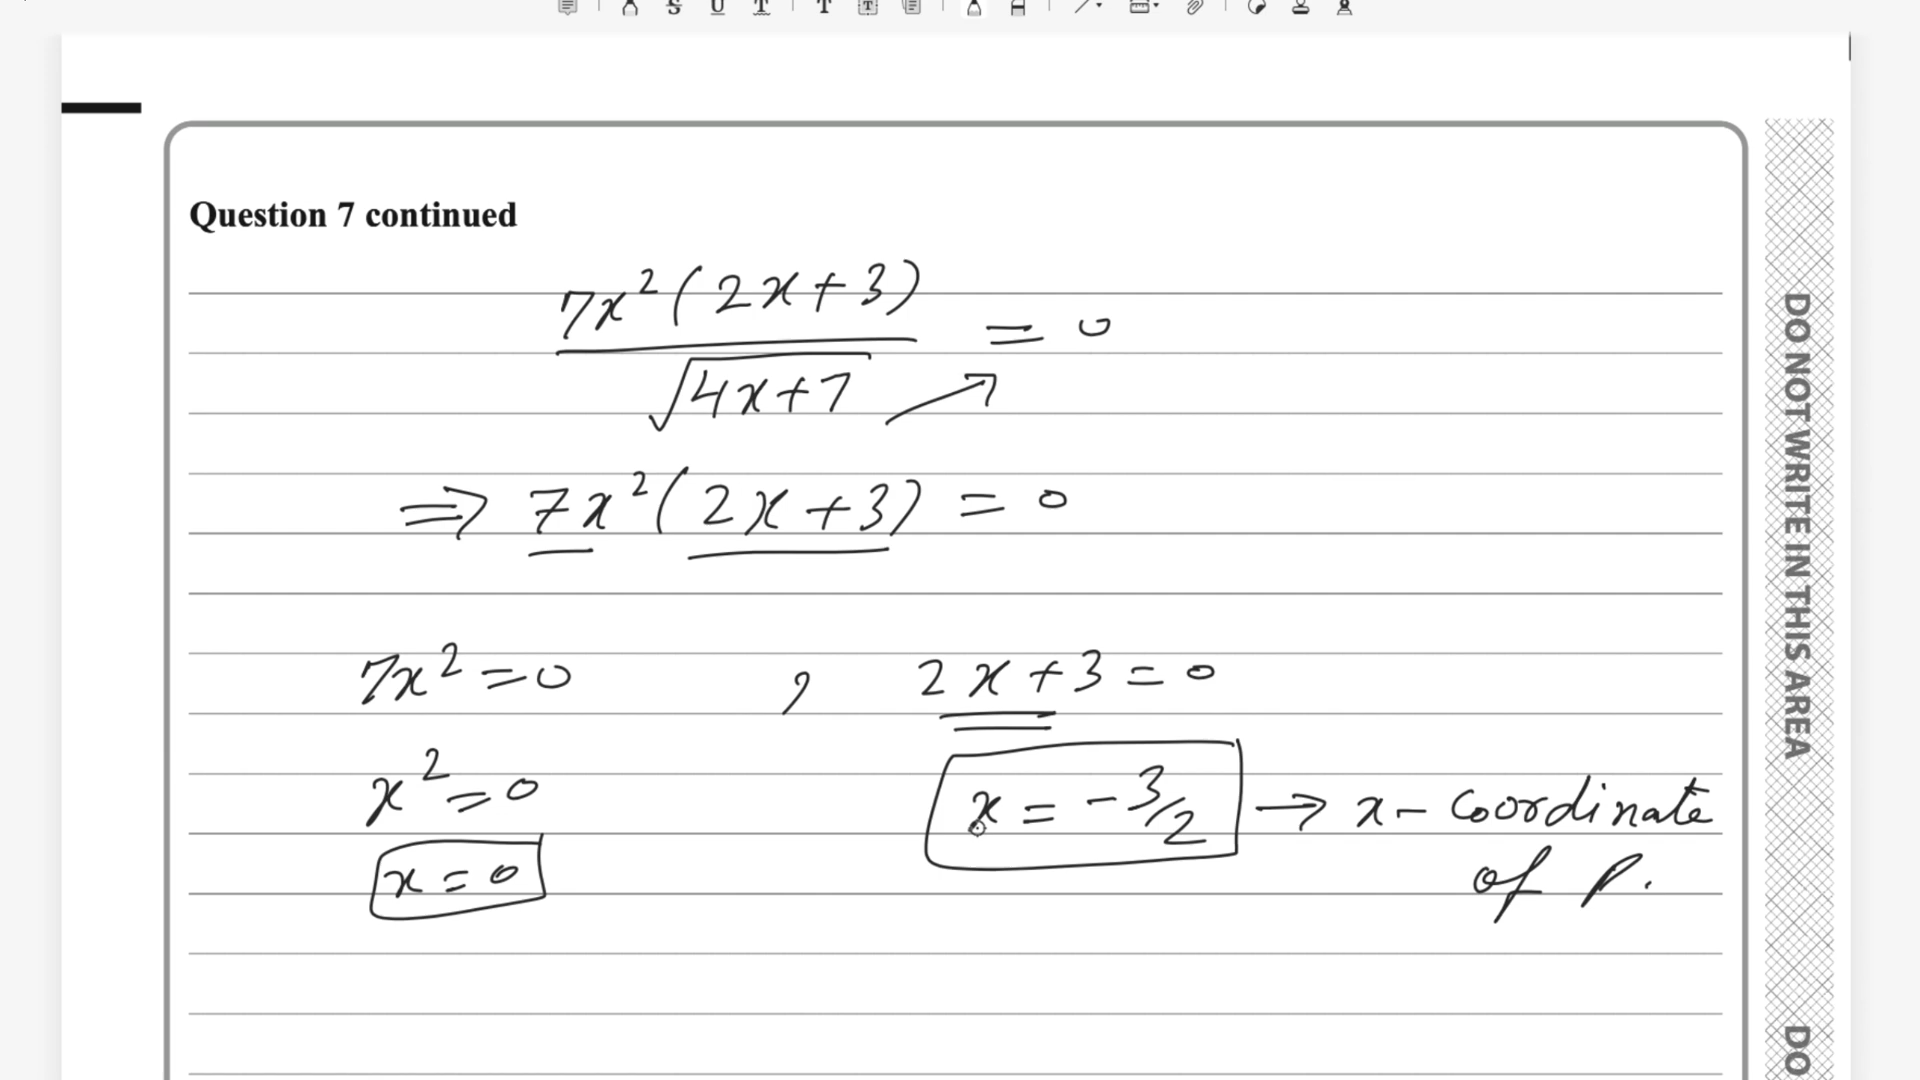 Question 7 continued
7x²(2x+3) / √(4x+7) = 0
⇒ 7x²(2x+3) = 0
7x² = 0 , 2x+3 = 0
x² = 0
x = -3/2 → x- coordinate of P.
x = 0
DO NOT WRITE IN THIS AREA
DO